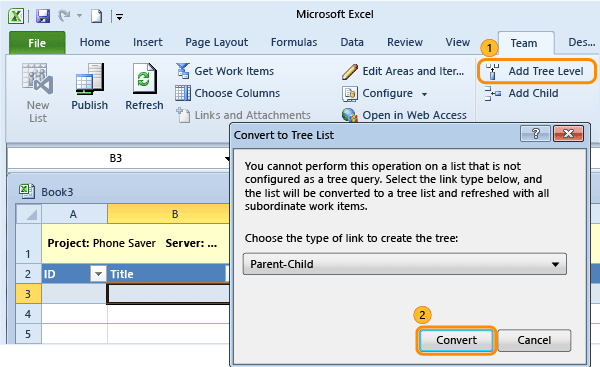 Microsoft Excel
1
File Home Insert Page Layout Formulas Data Review View Team Des...
Get Work Items Edit Areas and Iter... Add Tree Level
New List Publish Refresh Choose Columns Configure Add Child
Links and Attachments Open in Web Access
B3
Convert to Tree List ?
You cannot perform this operation on a list that is not
configured as a tree query. Select the link type below, and
the list will be converted to a tree list and refreshed with all
subordinate work items.
Choose the type of link to create the tree:
Parent-Child
2
Convert Cancel
Book3
A B
1 Project: Phone Saver Server: ...
2 ID Title
3
4
5